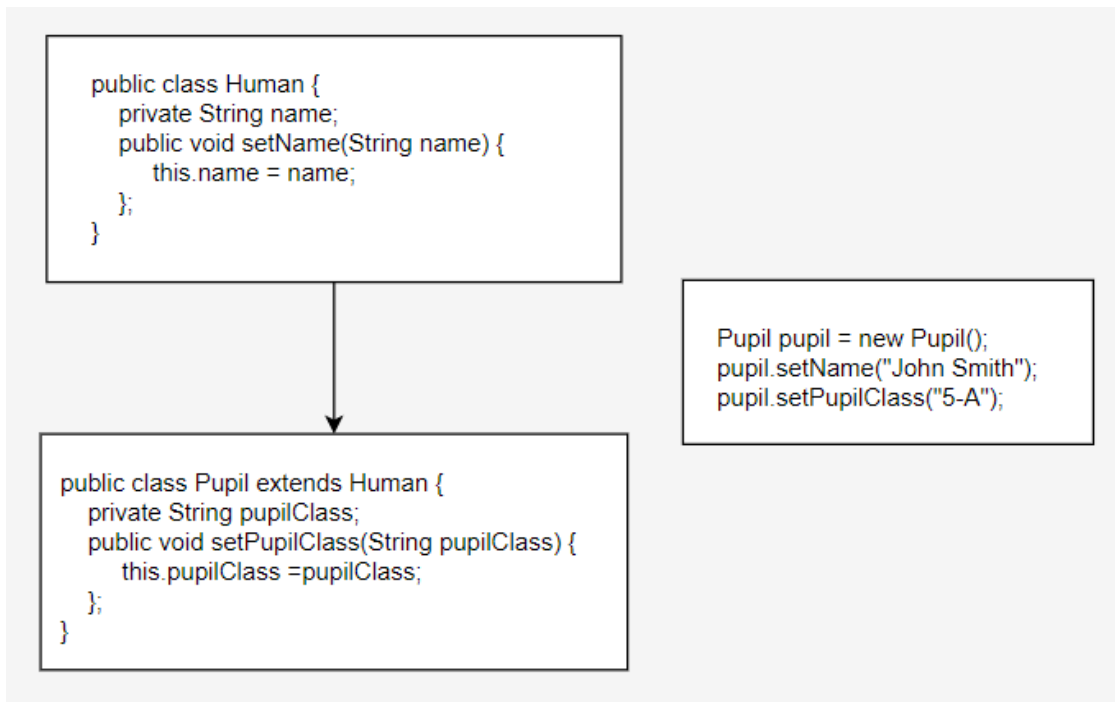 public class Human {
private String name;
public void setName(String name) {
this.name = name;
};
}
Pupil pupil = new Pupil();
pupil.setName("John Smith");
pupil.setPupilClass("5-A");
public class Pupil extends Human {
private String pupilClass;
public void setPupilClass(String pupilClass) {
this.pupilClass =pupilClass;
};
}